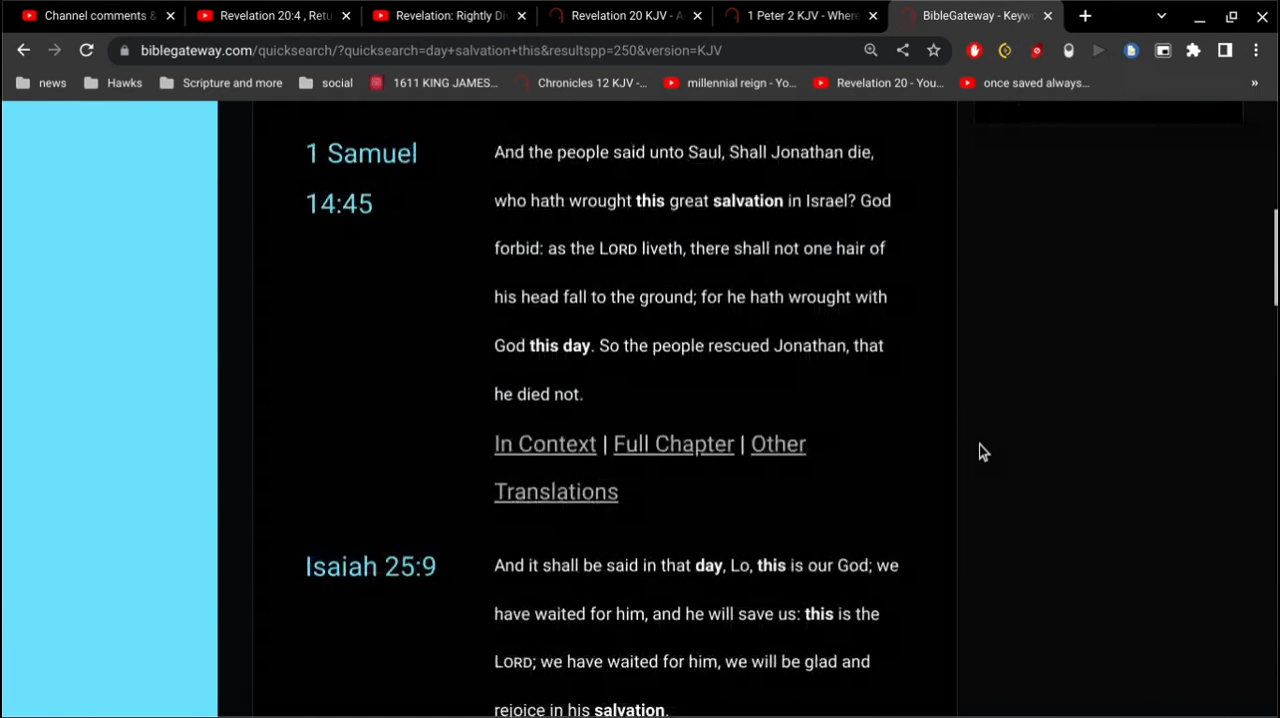 Channel comments &
Revelation 20:4 , Retu
Revelation: Rightly Di
Revelation 20 KJV - A
1 Peter 2 KJV - Where
BibleGateway - Keyw
biblegateway.com/quicksearch/?quicksearch=day+salvation+this&resultspp=250&version=KJV
news
Hawks
Scripture and more
social
1611 KING JAMES...
Chronicles 12 KJV -...
millennial reign - Yo...
Revelation 20 - You...
once saved always...
»
1 Samuel
14:45
And the people said unto Saul, Shall Jonathan die,
who hath wrought this great salvation in Israel? God
forbid: as the LORD liveth, there shall not one hair of
his head fall to the ground; for he hath wrought with
God this day. So the people rescued Jonathan, that
he died not.
In Context | Full Chapter | Other
Translations
Isaiah 25:9
And it shall be said in that day, Lo, this is our God; we
have waited for him, and he will save us: this is the
LORD; we have waited for him, we will be glad and
rejoice in his salvation.